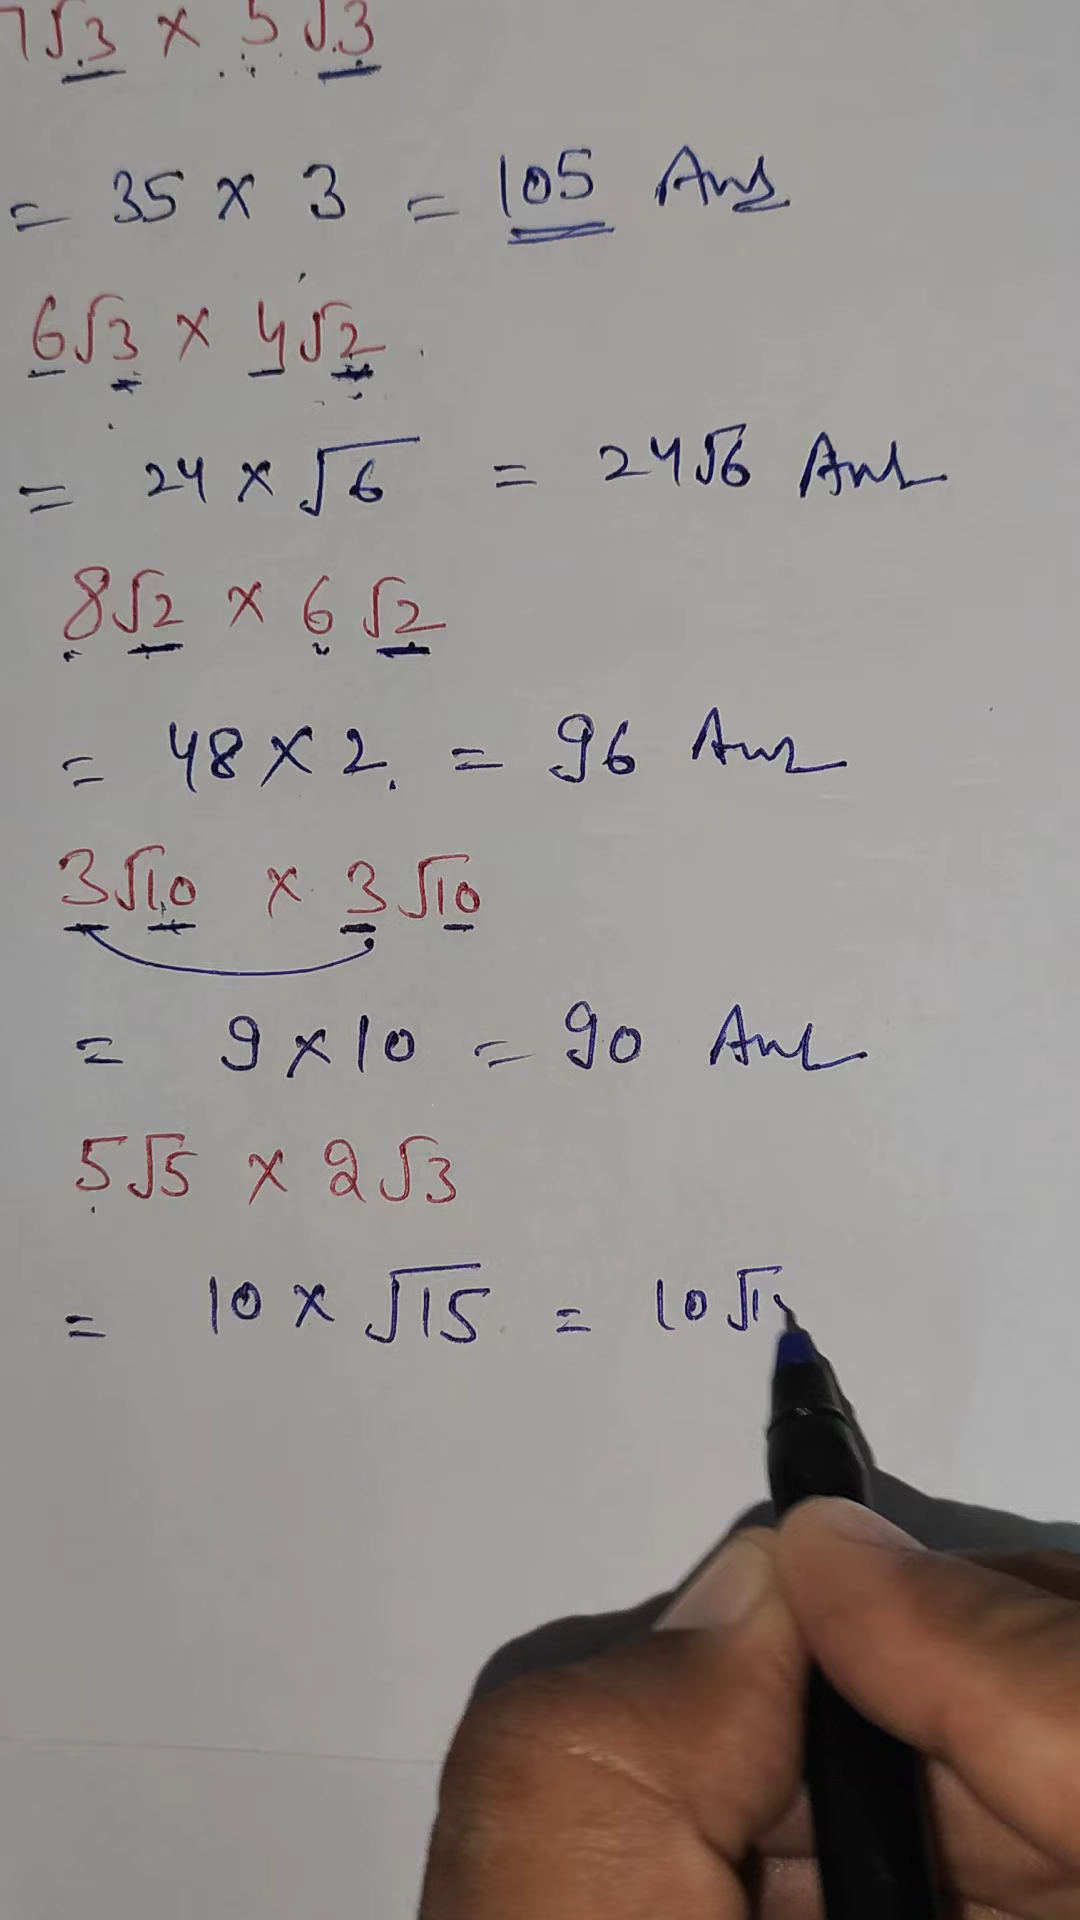 7√3 × 5√3
= 35 × 3 = 105 Ans
6√3 × 4√2
= 24 × √6 = 24√6 Ans
8√2 × 6√2
= 48 × 2 = 96 Ans
3√10 × 3√10
= 9 × 10 = 90 Ans
5√5 × 2√3
= 10 × √15 = 10√1